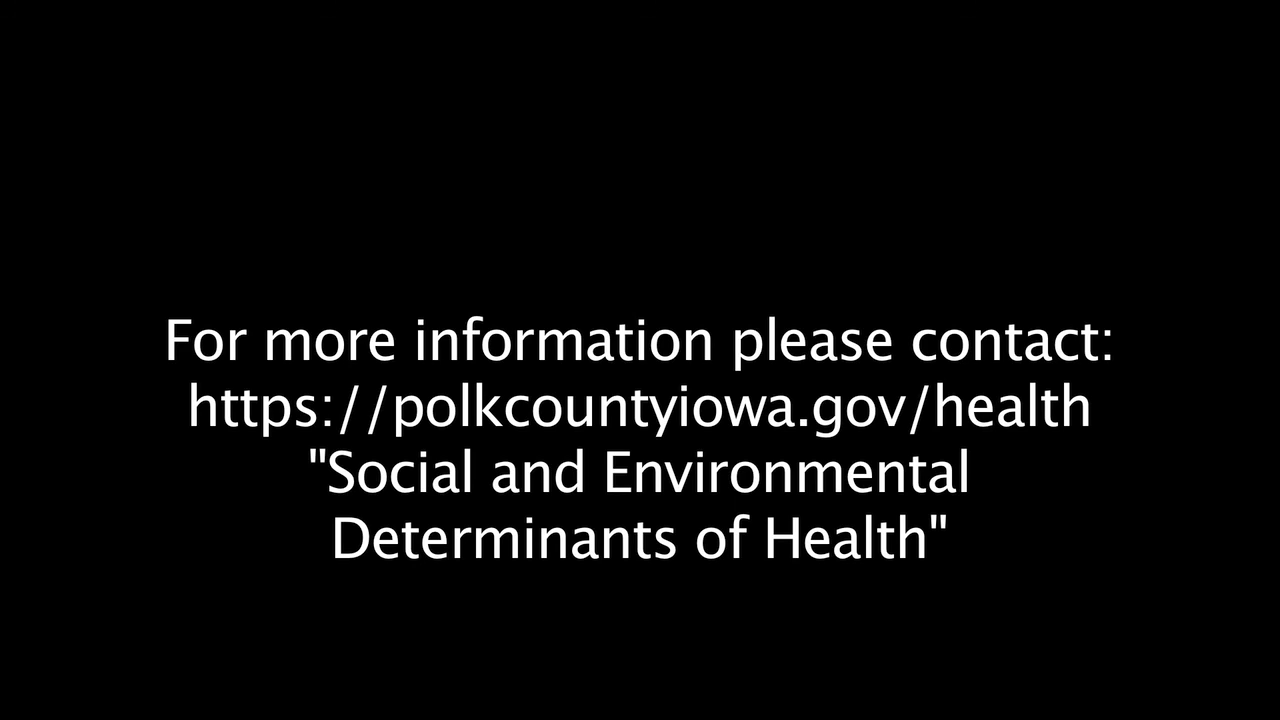 For more information please contact:
https://polkcountyiowa.gov/health
"Social and Environmental
Determinants of Health"